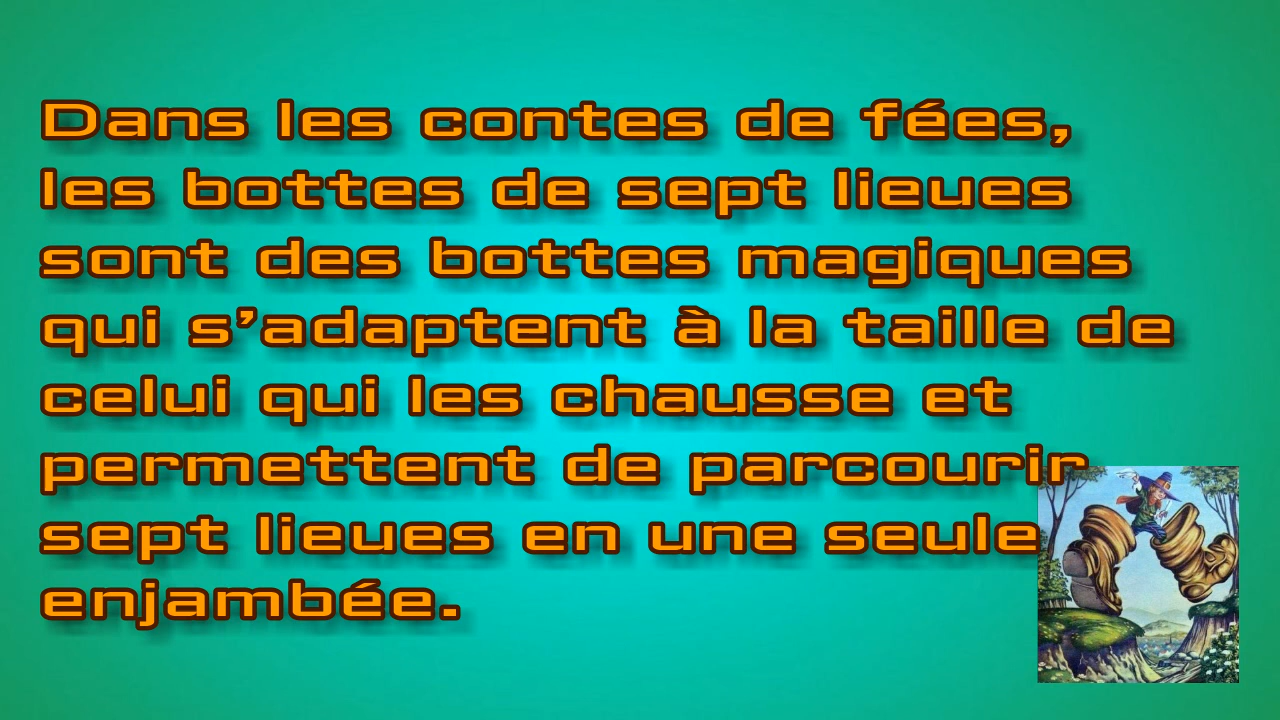 Dans les contes de fées,
les bottes de sept lieues
sont des bottes magiques
qui s’adaptent à la taille de
celui qui les chausse et
permettent de parcourir
sept lieues en une seule
enjambée.